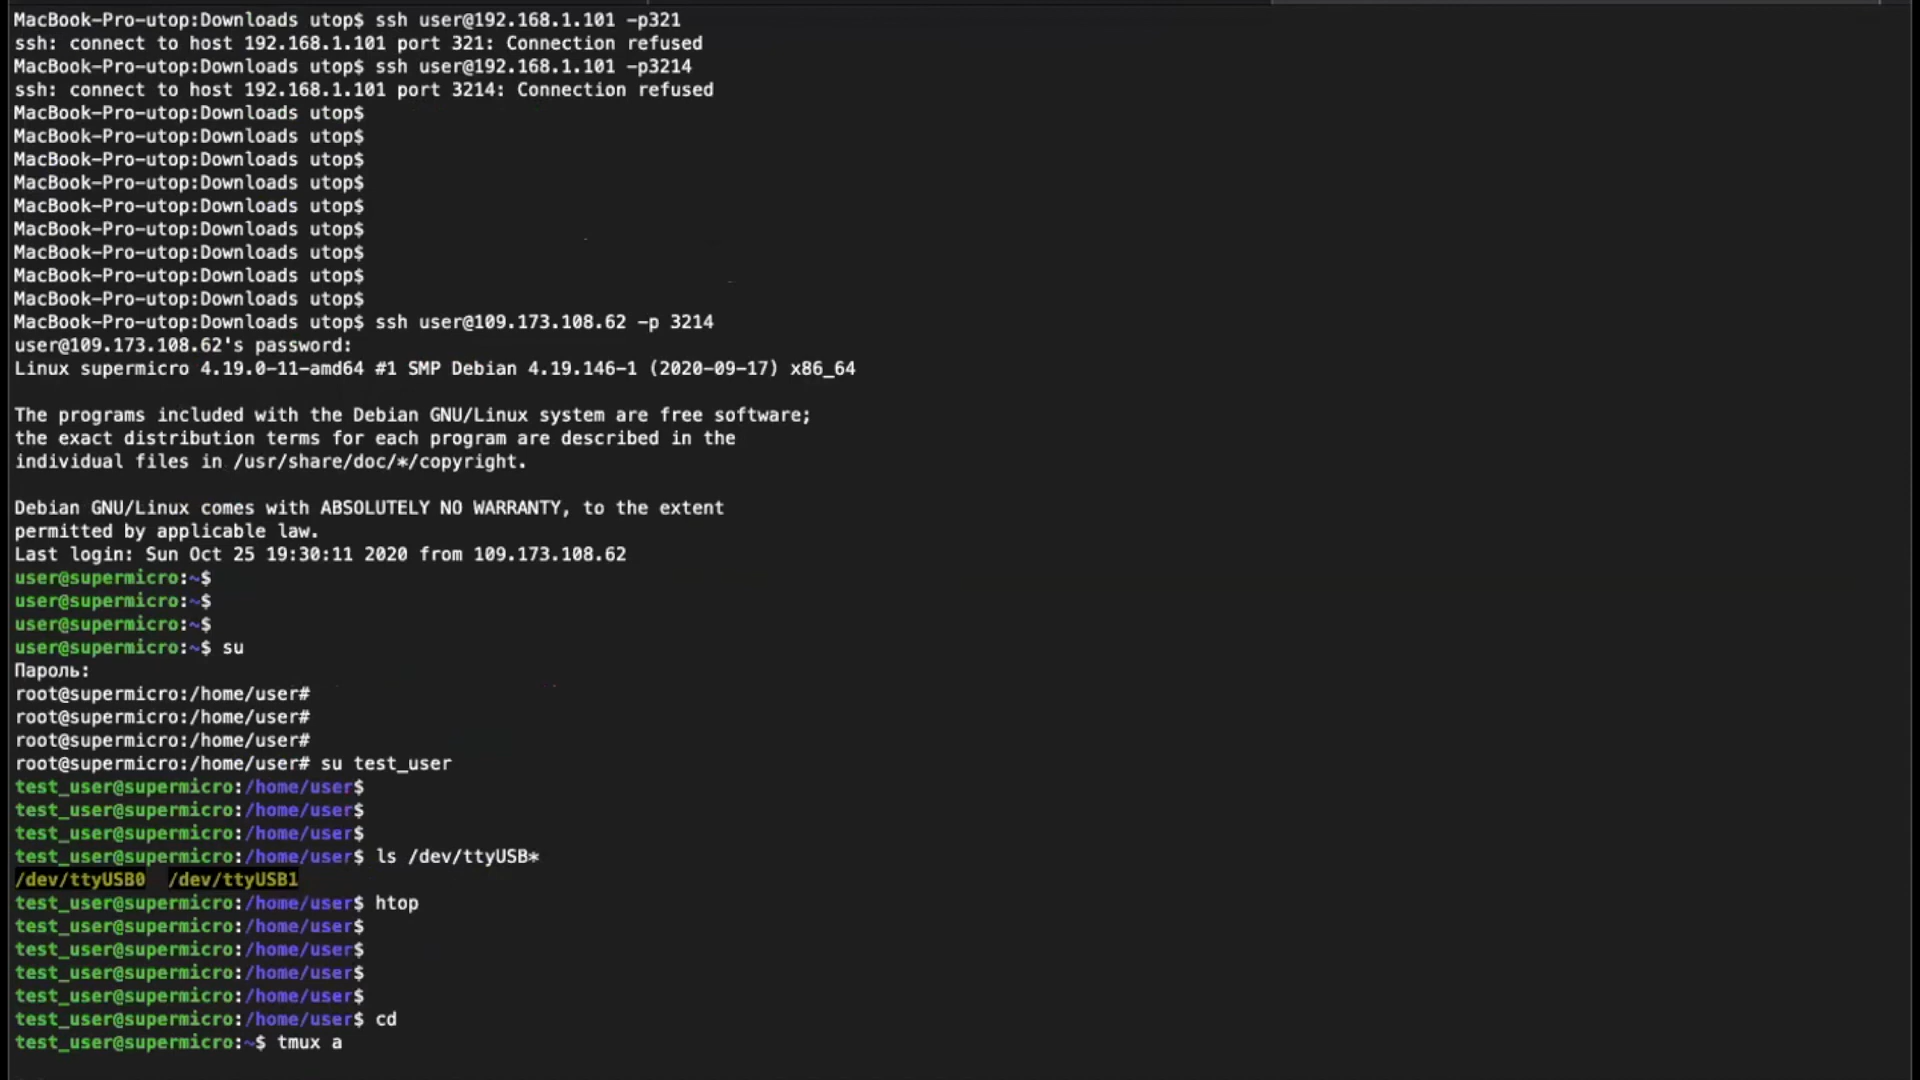 MacBook-Pro-utop:Downloads utop$ ssh user@192.168.1.101 -p321
ssh: connect to host 192.168.1.101 port 321: Connection refused
MacBook-Pro-utop:Downloads utop$ ssh user@192.168.1.101 -p3214
ssh: connect to host 192.168.1.101 port 3214: Connection refused
MacBook-Pro-utop:Downloads utop$
MacBook-Pro-utop:Downloads utop$
MacBook-Pro-utop:Downloads utop$
MacBook-Pro-utop:Downloads utop$
MacBook-Pro-utop:Downloads utop$
MacBook-Pro-utop:Downloads utop$
MacBook-Pro-utop:Downloads utop$
MacBook-Pro-utop:Downloads utop$
MacBook-Pro-utop:Downloads utop$
MacBook-Pro-utop:Downloads utop$ ssh user@109.173.108.62 -p 3214
user@109.173.108.62's password:
Linux supermicro 4.19.0-11-amd64 #1 SMP Debian 4.19.146-1 (2020-09-17) x86_64
The programs included with the Debian GNU/Linux system are free software;
the exact distribution terms for each program are described in the
individual files in /usr/share/doc/*/copyright.
Debian GNU/Linux comes with ABSOLUTELY NO WARRANTY, to the extent
permitted by applicable law.
Last login: Sun Oct 25 19:30:11 2020 from 109.173.108.62
user@supermicro:~$
user@supermicro:~$
user@supermicro:~$
user@supermicro:~$ su
Пароль:
root@supermicro:/home/user#
root@supermicro:/home/user#
root@supermicro:/home/user#
root@supermicro:/home/user# su test_user
test_user@supermicro:/home/user$
test_user@supermicro:/home/user$
test_user@supermicro:/home/user$
test_user@supermicro:/home/user$ ls /dev/ttyUSB*
/dev/ttyUSB0  /dev/ttyUSB1
test_user@supermicro:/home/user$ htop
test_user@supermicro:/home/user$
test_user@supermicro:/home/user$
test_user@supermicro:/home/user$
test_user@supermicro:/home/user$
test_user@supermicro:/home/user$ cd
test_user@supermicro:~$ tmux a